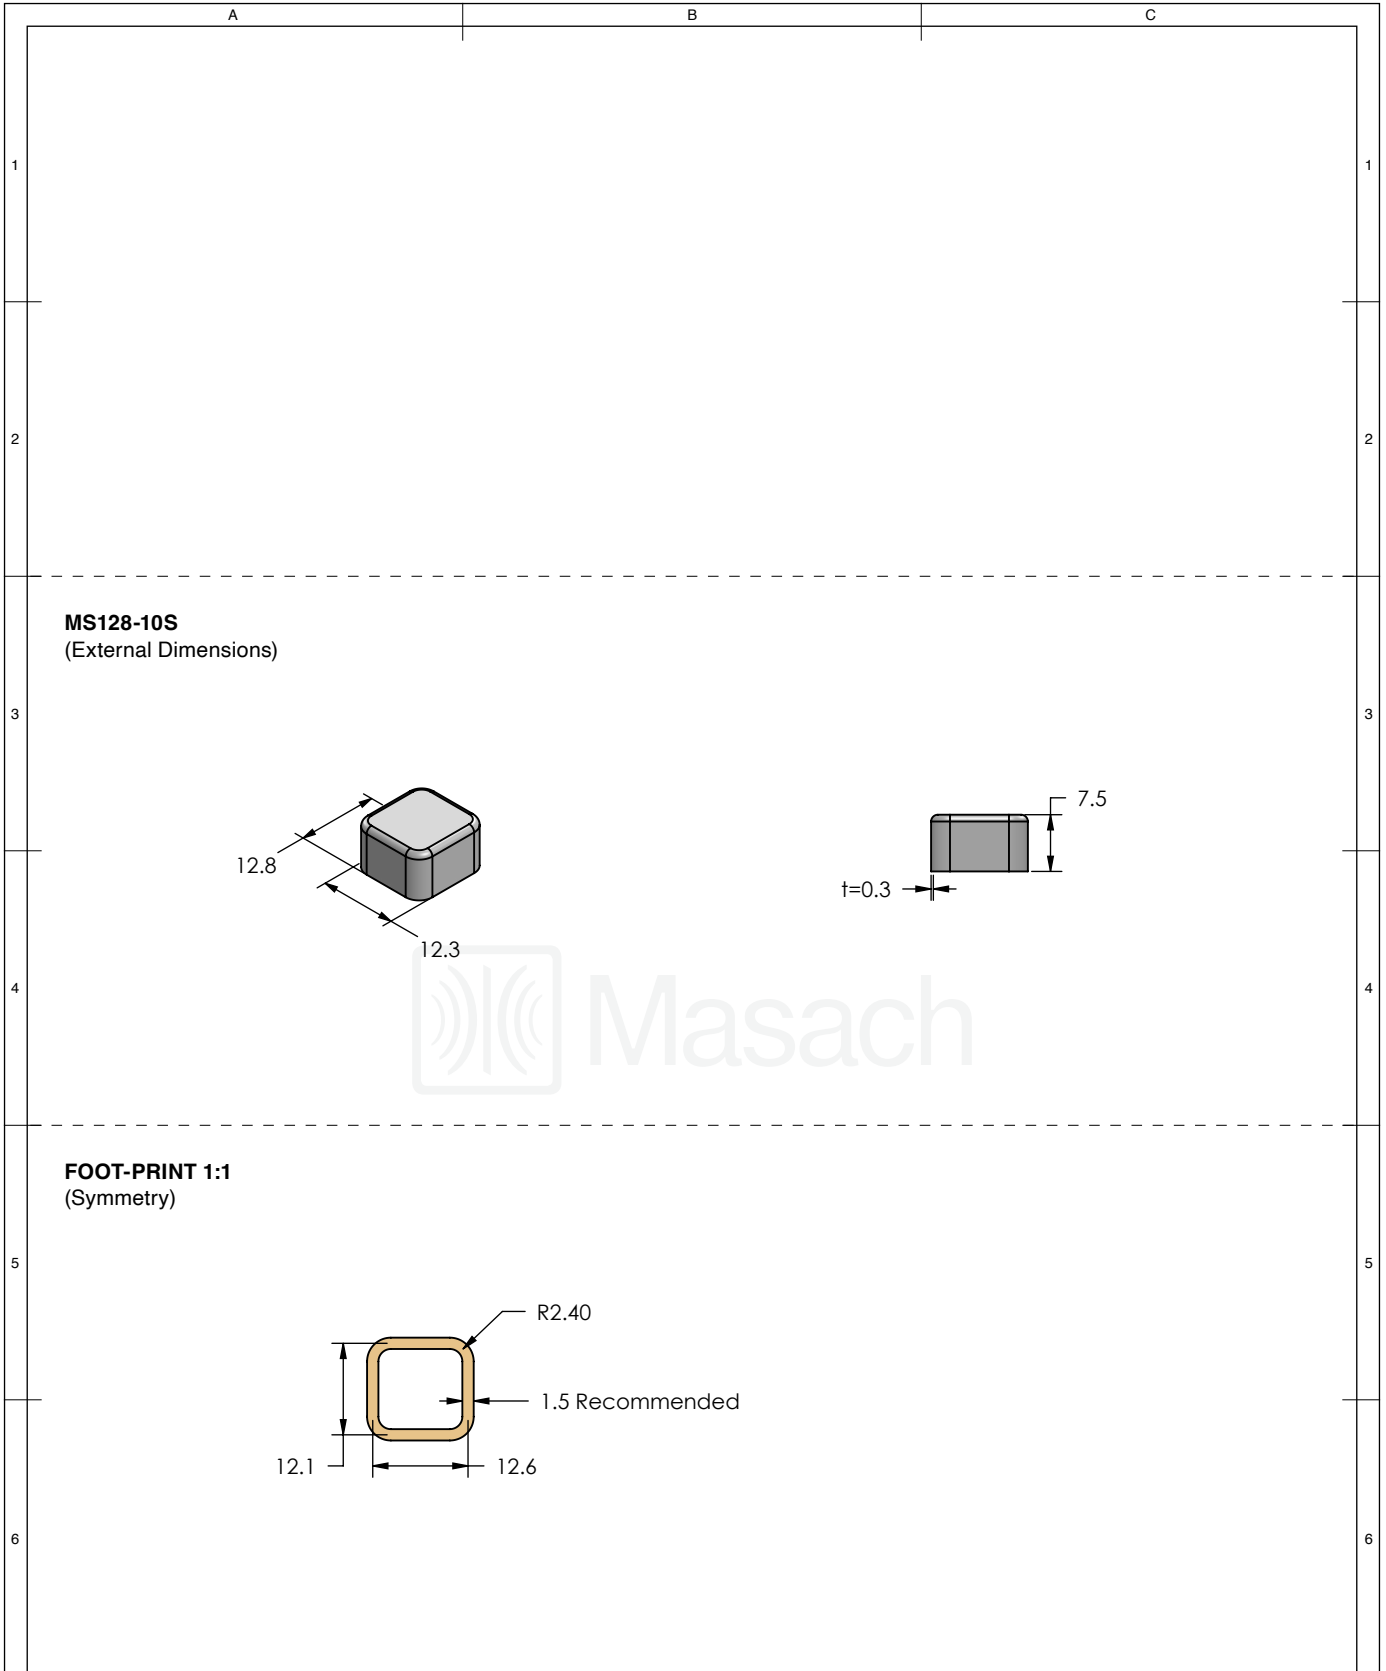 A B C
1 1
2 2
MS128-10S
(External Dimensions)
3 3
7.5
12.8
t=0.3
12.3
Masach
4 4
FOOT-PRINT 1:1
(Symmetry)
5 5
R2.40
1.5 Recommended
12.1 12.6
6 6